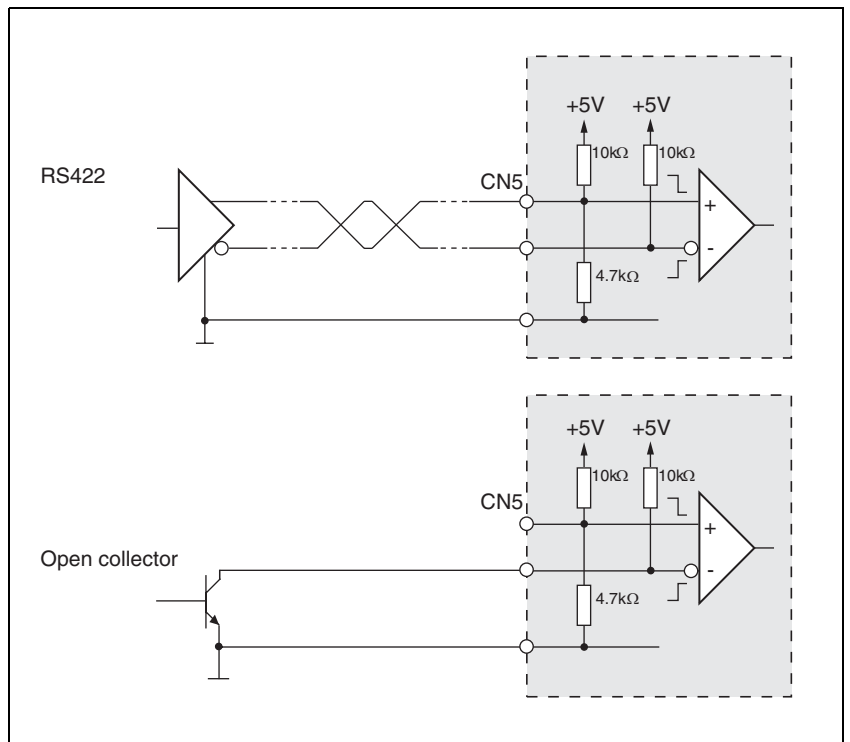 RS422
CN5
+5V +5V
10kΩ 10kΩ
+
-
4.7kΩ
Open collector
CN5
+5V +5V
10kΩ 10kΩ
+
-
4.7kΩ